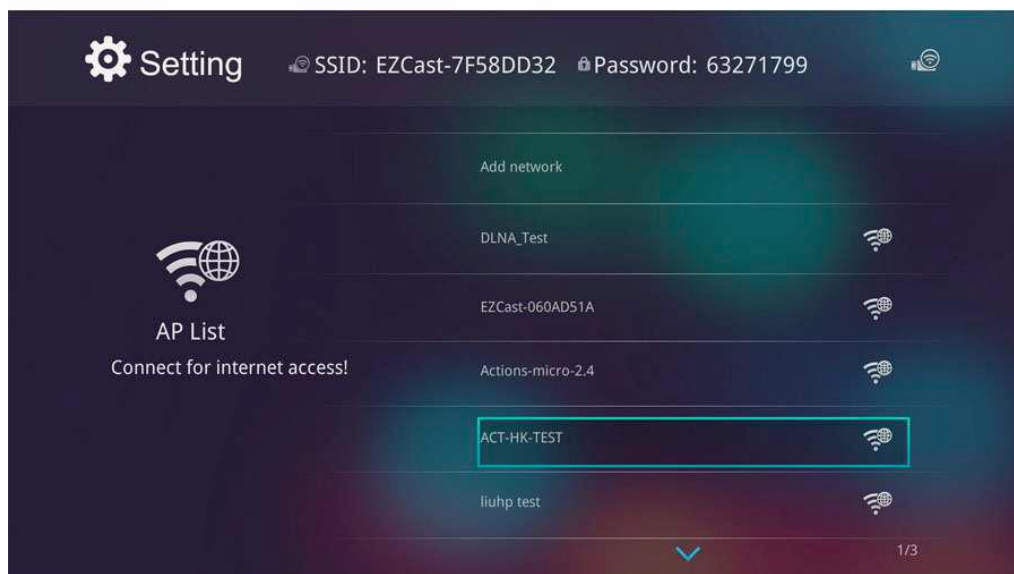 Setting SSID: EZCast-7F58DD32 Password: 63271799
Add network
DLNA_Test
EZCast-060AD51A
AP List
Connect for internet access!
Actions-micro-2.4
ACT-HK-TEST
liuhp test
1/3